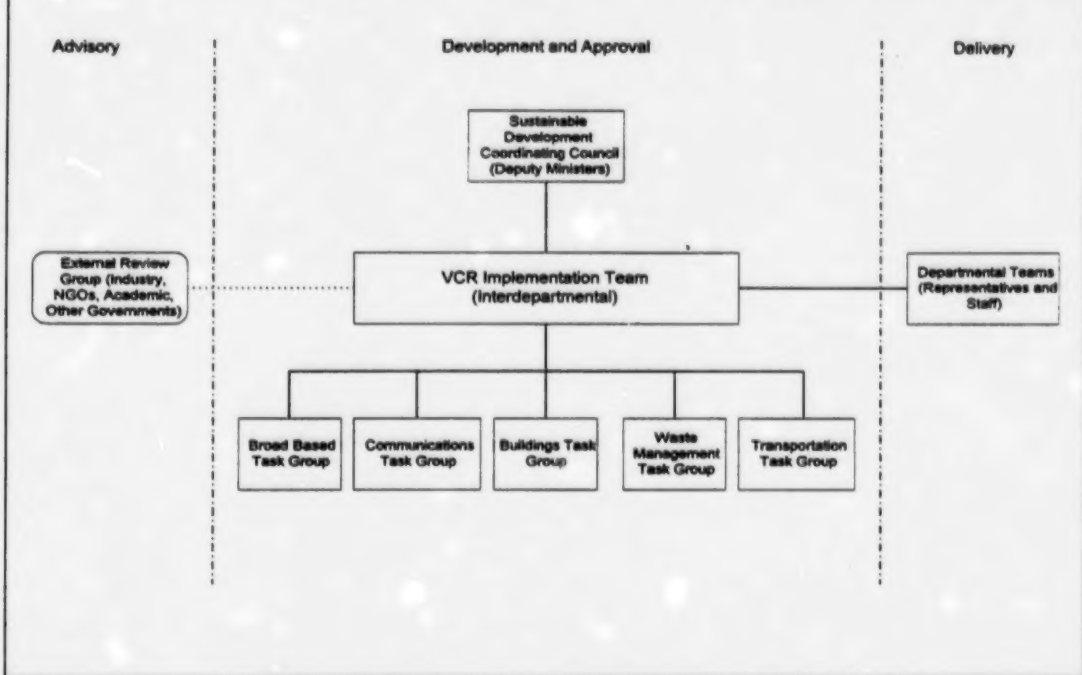 Advisory
Development and Approval
Delivery
Sustainable
Development
Coordinating Council
(Deputy Ministers)
External Review
Group (Industry,
NGOs, Academic,
Other Governments)
VCR Implementation Team
(Interdepartmental)
Departmental Teams
(Representatives and
Staff)
Broad Based
Task Group
Communications
Task Group
Buildings Task
Group
Waste
Management
Task Group
Transportation
Task Group